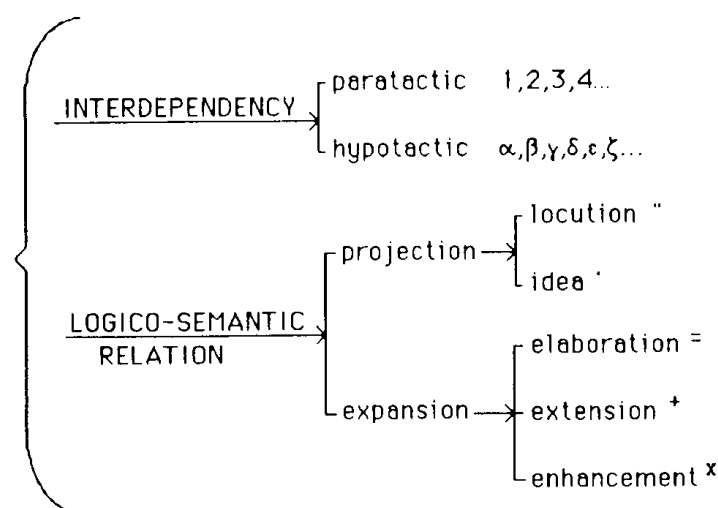 paratactic 1,2,3,4...
INTERDEPENDENCY
hypotactic α,β,γ,δ,ε,ζ...
locution "
projection
idea '
LOGICO-SEMANTIC
RELATION
elaboration =
expansion
extension +
enhancement x